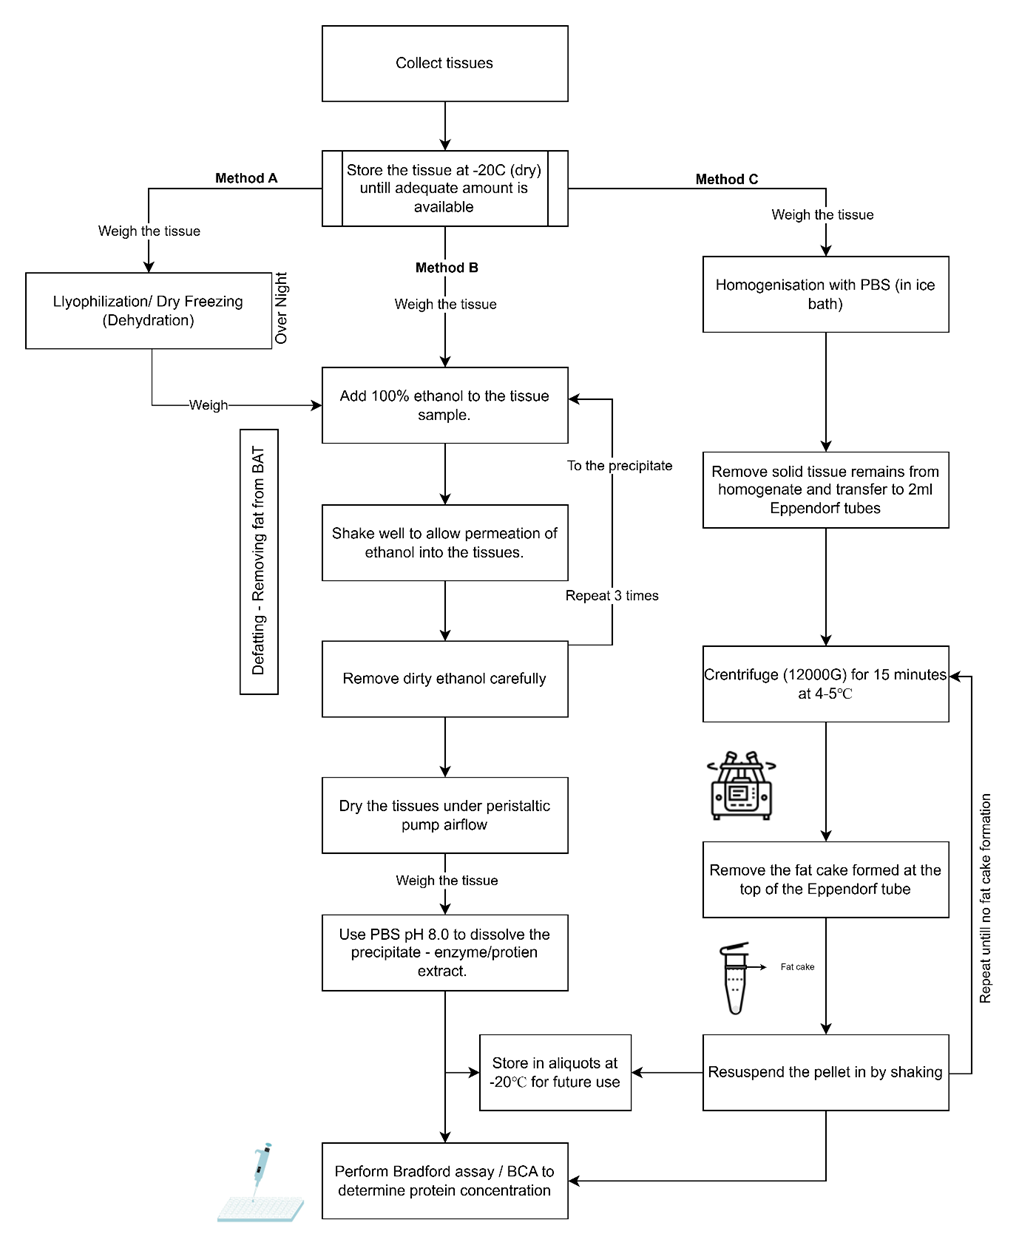 Collect tissues
Store the tissue at -20C (dry)
untill adequate amount is
available
Method A
Weigh the tissue
Llyophilization/ Dry Freezing
(Dehydration)
Over Night
Weigh
Method B
Weigh the tissue
Add 100% ethanol to the tissue
sample.
Defatting - Removing fat from BAT
Shake well to allow permeation of
ethanol into the tissues.
To the precipitate
Repeat 3 times
Remove dirty ethanol carefully
Dry the tissues under peristaltic
pump airflow
Weigh the tissue
Use PBS pH 8.0 to dissolve the
precipitate - enzyme/protien
extract.
Method C
Weigh the tissue
Homogenisation with PBS (in ice
bath)
Remove solid tissue remains from
homogenate and transfer to 2ml
Eppendorf tubes
Crentrifuge (12000G) for 15 minutes
at 4-5℃
Remove the fat cake formed at the
top of the Eppendorf tube
Fat cake
Repeat untill no fat cake formation
Resuspend the pellet in by shaking
Store in aliquots at
-20℃ for future use
Perform Bradford assay / BCA to
determine protein concentration